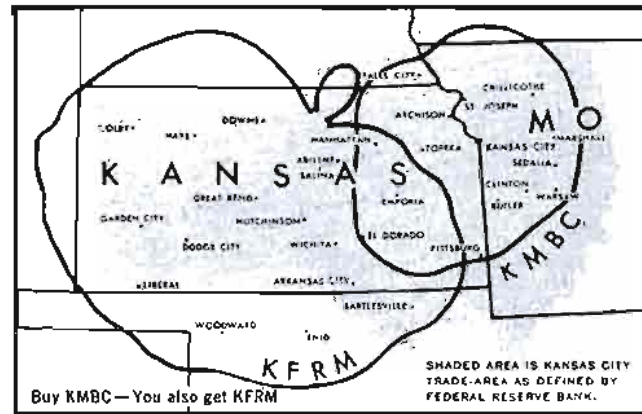 FALLS CITY
CHILLICOTHE
ST. JOSEPH
ATCHISON
M O
MARSHALL
COLBY
HAYS
DOWNS
MANHATTAN
TOPEKA
KANSAS CITY
SEDALIA
ABILENE
SALINA
K A N S A S
CLINTON
WARSAW
BUTLER
GREAT BEND
EMPORIA
GARDEN CITY
HUTCHINSON
DODGE CITY
WICHITA
EL DORADO
PITTSBURG
KMBC
LIBERAL
ARKANSAS CITY
BARTLESVILLE
WOODWARD
ENID
KFRM
Buy KMBC—You also get KFRM
SHADED AREA IS KANSAS CITY
TRADE-AREA AS DEFINED BY
FEDERAL RESERVE BANK.